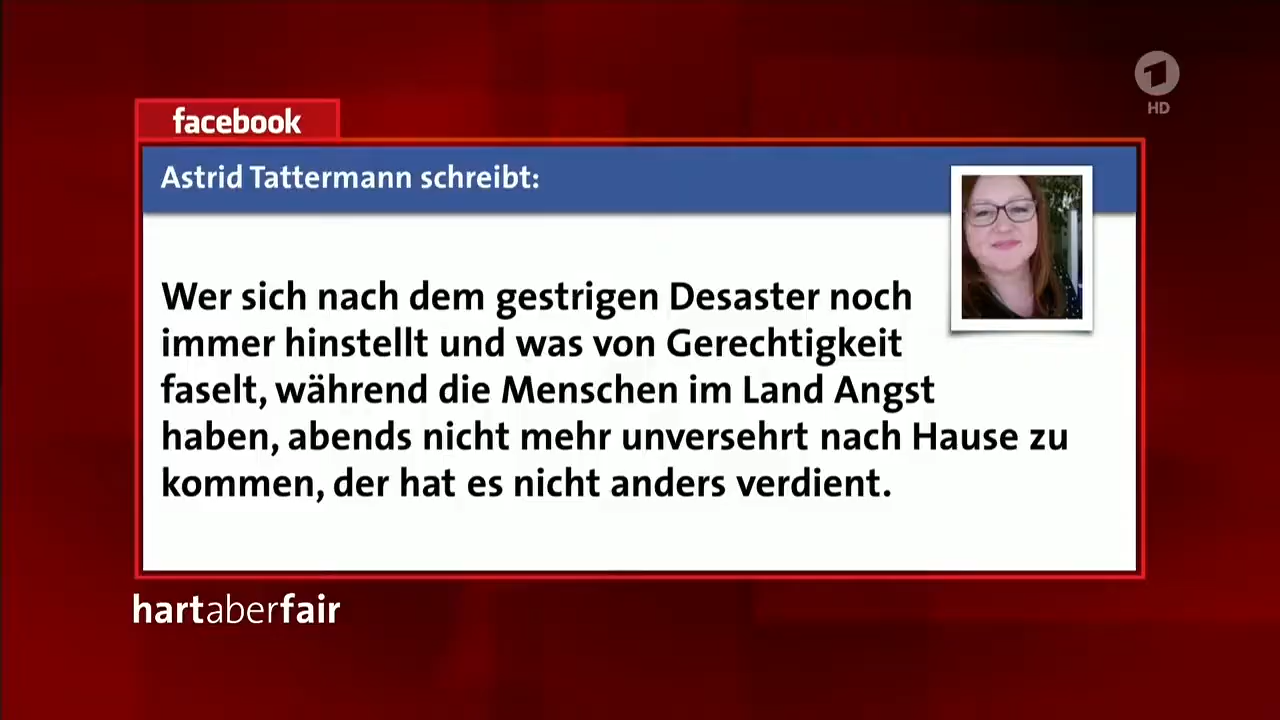 1
HD
facebook
Astrid Tattermann schreibt:
Wer sich nach dem gestrigen Desaster noch
immer hinstellt und was von Gerechtigkeit
faselt, während die Menschen im Land Angst
haben, abends nicht mehr unversehrt nach Hause zu
kommen, der hat es nicht anders verdient.
hartaberfair